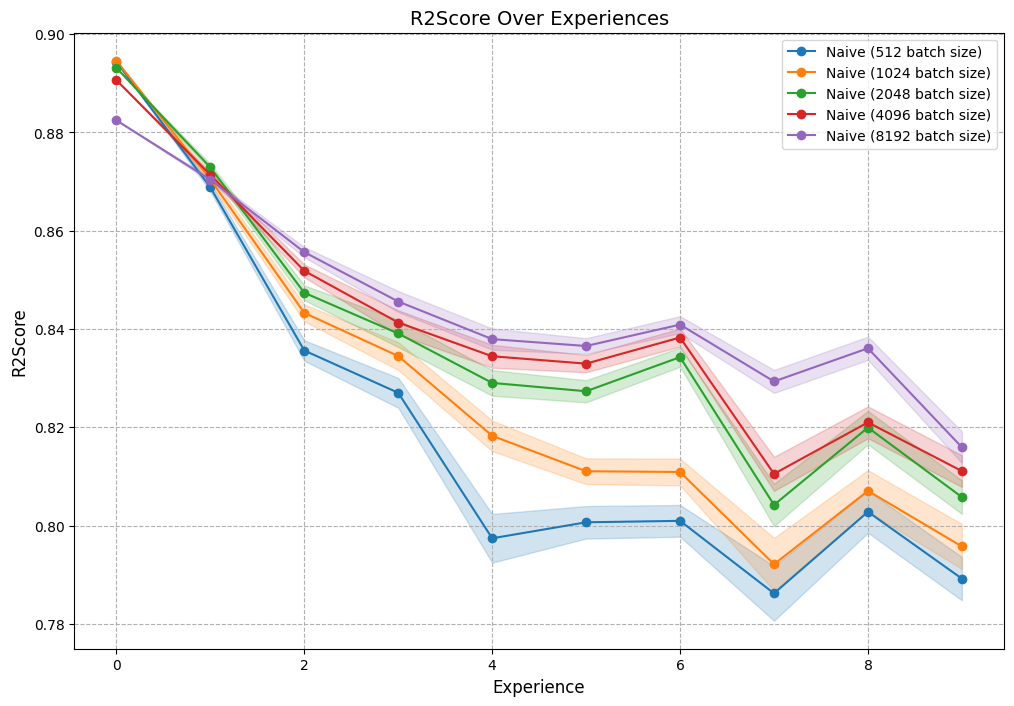 R2Score Over Experiences
R2Score
0.90
0.88
0.86
0.84
0.82
0.80
0.78
Naive (512 batch size)
Naive (1024 batch size)
Naive (2048 batch size)
Naive (4096 batch size)
Naive (8192 batch size)
0
2
4
6
8
Experience